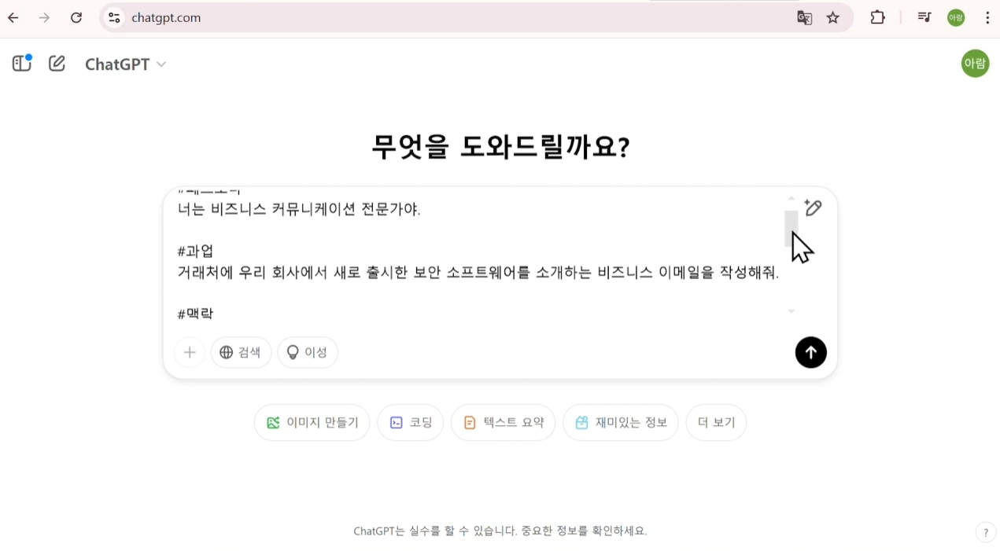 chatgpt.com
아람
ChatGPT
아람
무엇을 도와드릴까요?
너는 비즈니스 커뮤니케이션 전문가야.
#과업
거래처에 우리 회사에서 새로 출시한 보안 소프트웨어를 소개하는 비즈니스 이메일을 작성해줘.
#맥락
검색
이성
이미지 만들기
코딩
텍스트 요약
재미있는 정보
더 보기
ChatGPT는 실수를 할 수 있습니다. 중요한 정보를 확인하세요.
?